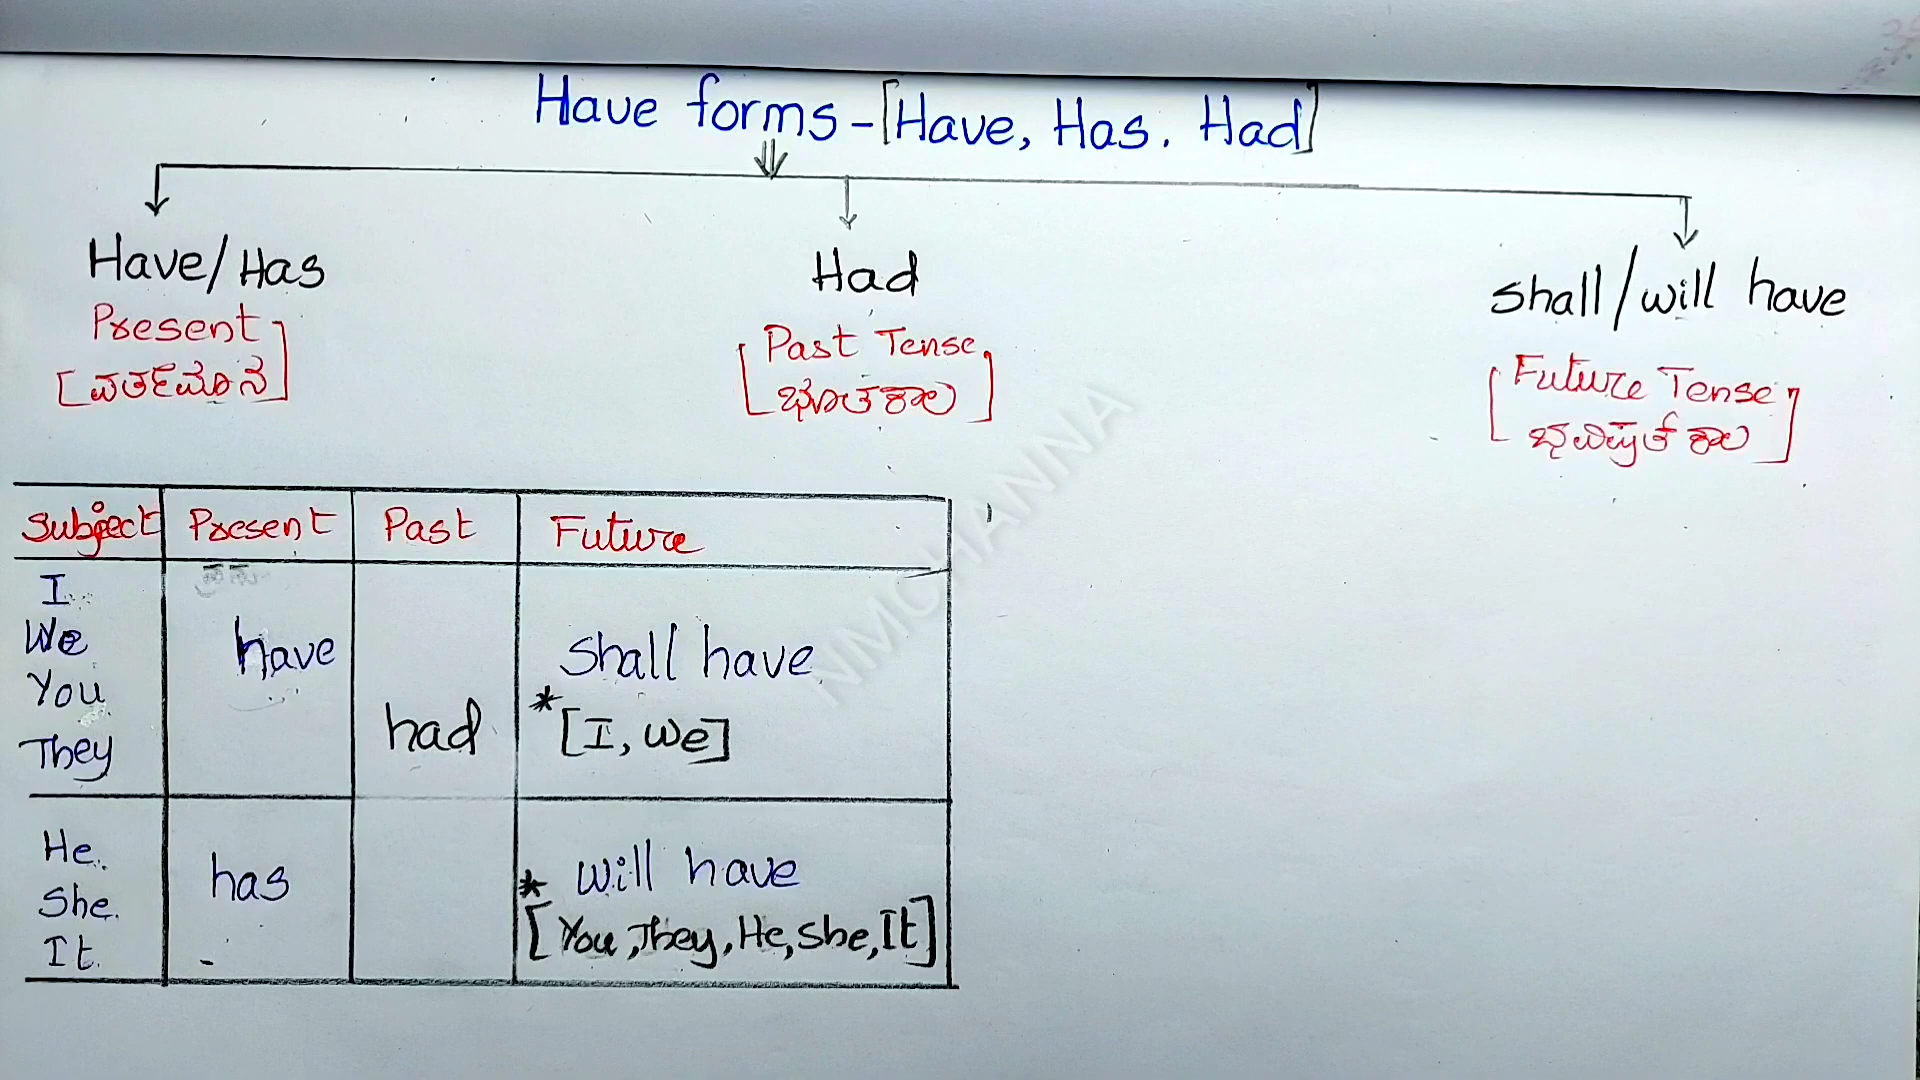 Have forms - [Have, Has. Had]
Have/Has
Present
[ವರ್ತಮಾನ]
Had
[Past Tense,
ಭೂತಕಾಲ]
Shall/will have
[Future Tense
ಭವಿಷ್ಯತ್ ಕಾಲ]
Subject Present Past Future
I
We
You
They
have
had
Shall have
*[I, We]
He
She
It
has
* will have
[You, They, He, She, It]
NMCHANNA